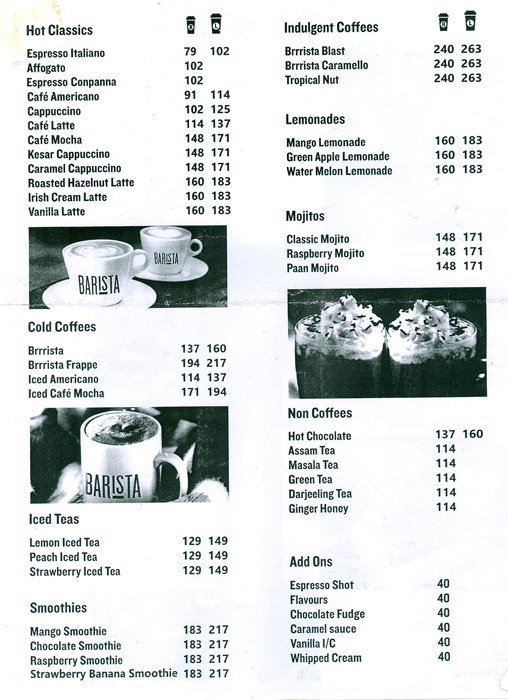 Hot Classics
R L
Espresso Italiano 79 102
Affogato 102
Espresso Conpanna 102
Café Americano 91 114
Cappuccino 102 125
Café Latte 114 137
Café Mocha 148 171
Kesar Cappuccino 148 171
Caramel Cappuccino 148 171
Roasted Hazelnut Latte 160 183
Irish Cream Latte 160 183
Vanilla Latte 160 183
BARISTA
BARISTA
Cold Coffees
Brrrista 137 160
Brrrista Frappe 194 217
Iced Americano 114 137
Iced Café Mocha 171 194
BARISTA
Iced Teas
Lemon Iced Tea 129 149
Peach Iced Tea 129 149
Strawberry Iced Tea 129 149
Smoothies
Mango Smoothie 183 217
Chocolate Smoothie 183 217
Raspberry Smoothie 183 217
Strawberry Banana Smoothie 183 217
Indulgent Coffees
R L
Brrrista Blast 240 263
Brrrista Caramello 240 263
Tropical Nut 240 263
Lemonades
Mango Lemonade 160 183
Green Apple Lemonade 160 183
Water Melon Lemonade 160 183
Mojitos
Classic Mojito 148 171
Raspberry Mojito 148 171
Paan Mojito 148 171
Non Coffees
Hot Chocolate 137 160
Assam Tea 114
Masala Tea 114
Green Tea 114
Darjeeling Tea 114
Ginger Honey 114
Add Ons
Espresso Shot 40
Flavours 40
Chocolate Fudge 40
Caramel sauce 40
Vanilla I/C 40
Whipped Cream 40